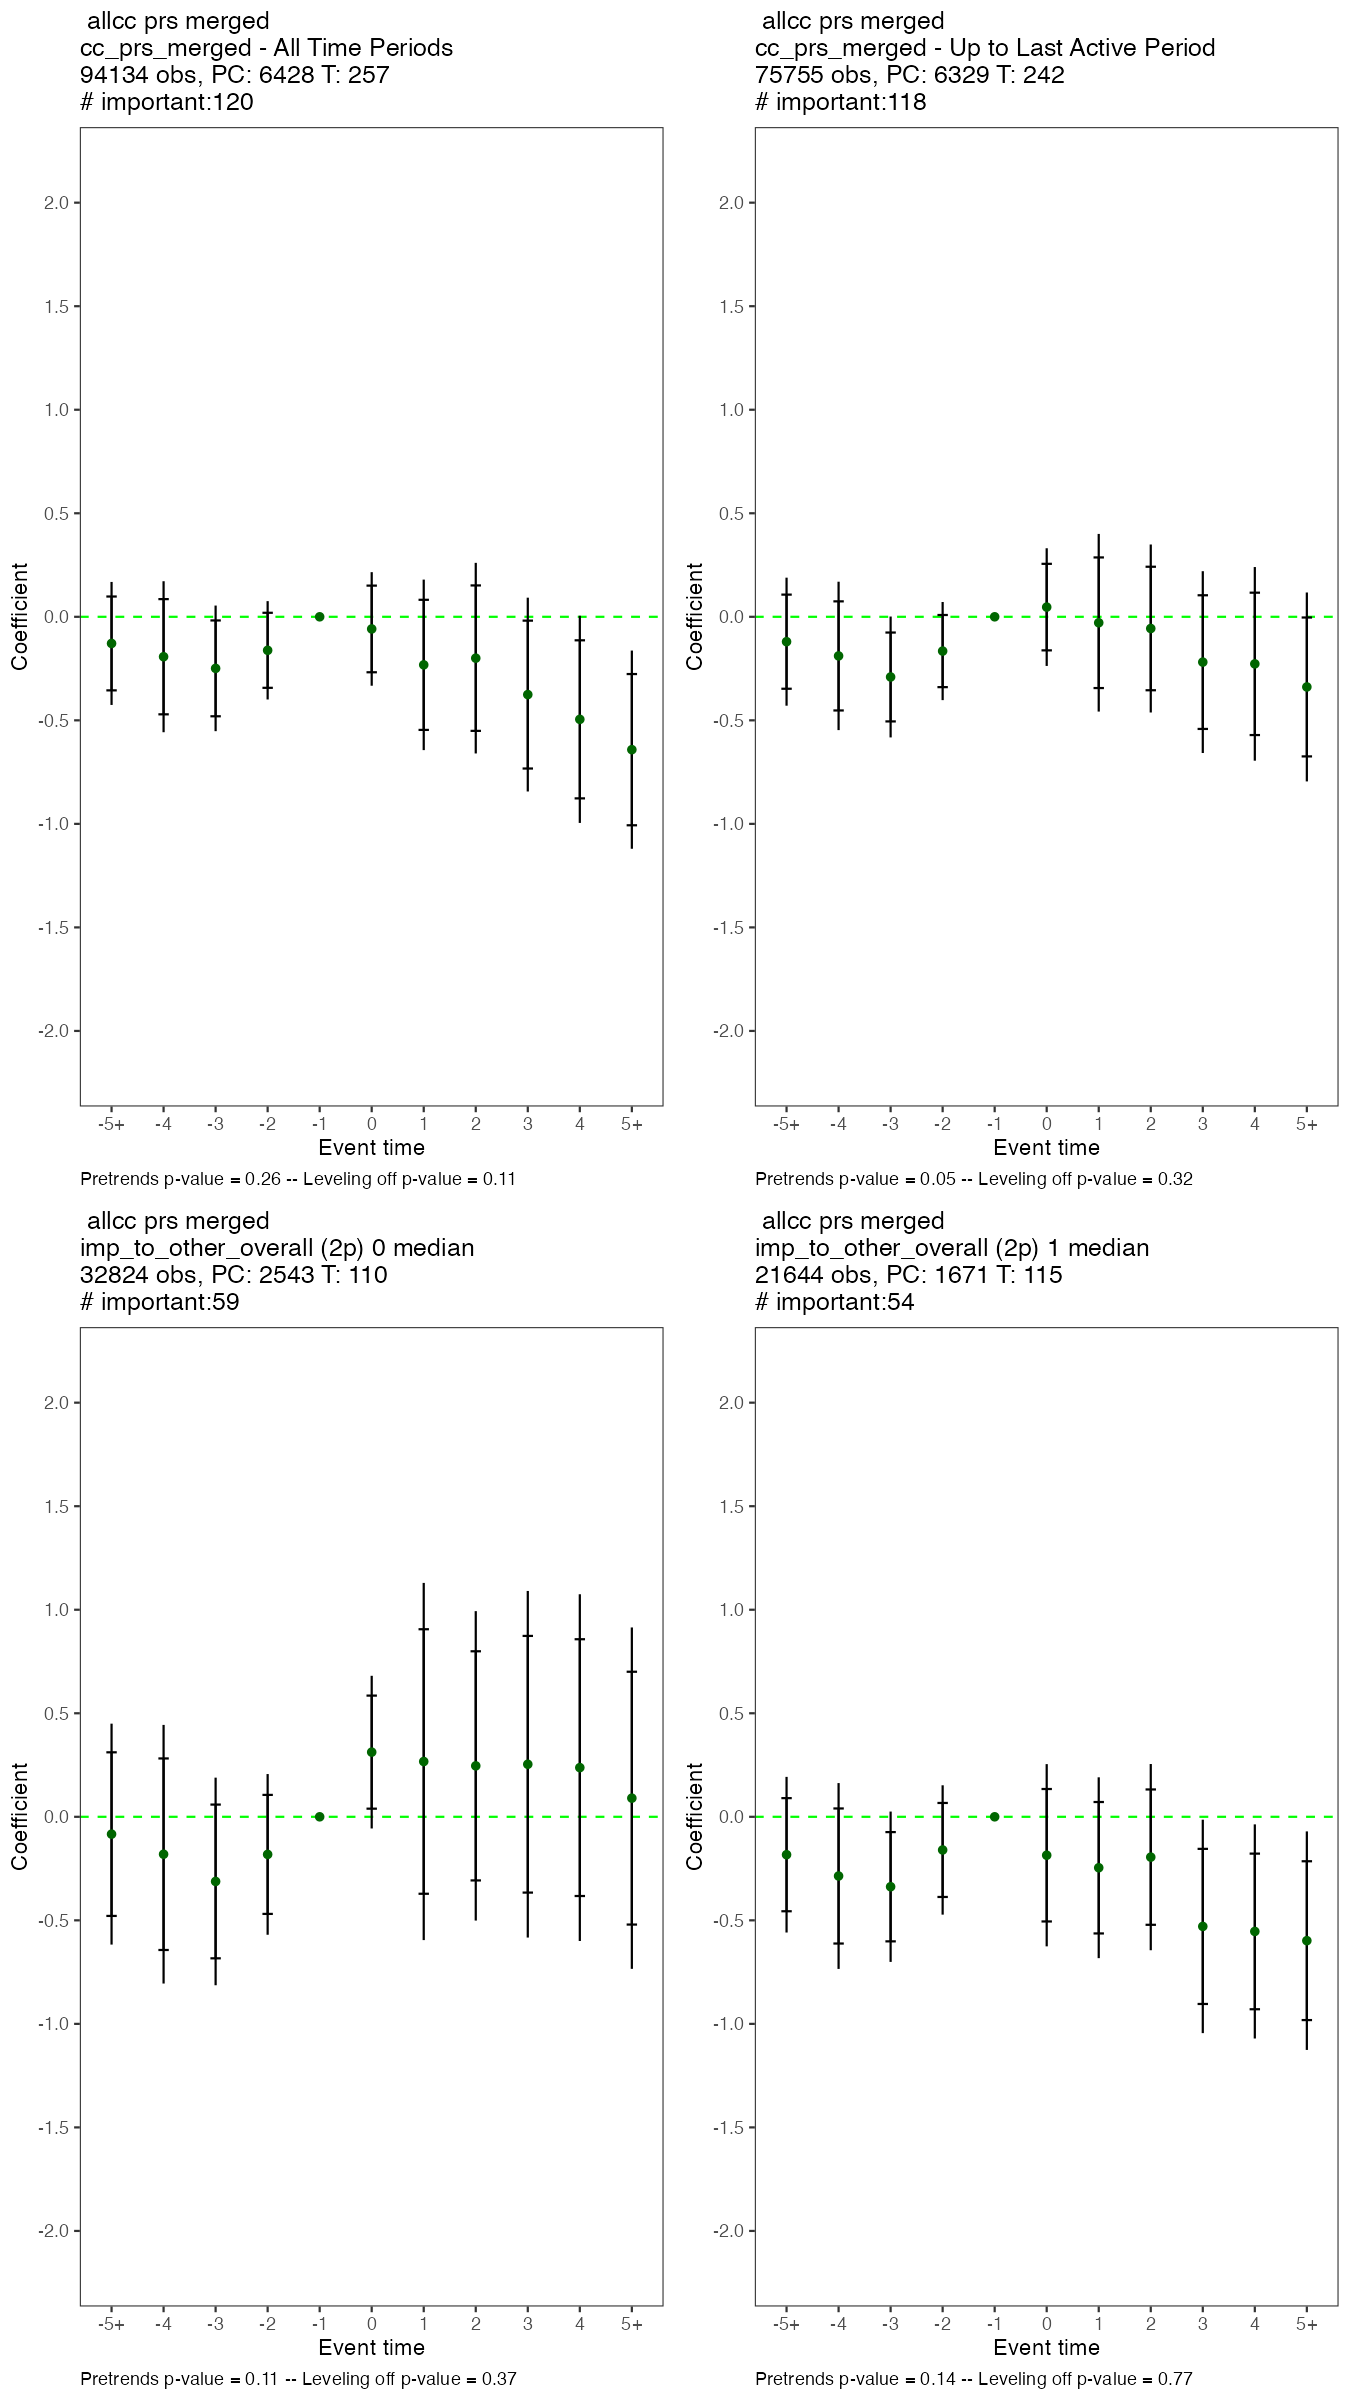 allcc prs merged
cc_prs_merged - All Time Periods
94134 obs, PC: 6428 T: 257
# important:120
2.0
1.5
1.0
0.5
0.0
-0.5
-1.0
-1.5
-2.0
Coefficient
-5+ -4 -3 -2 -1 0 1 2 3 4 5+
Event time
Pretrends p-value = 0.26 -- Leveling off p-value = 0.11
allcc prs merged
cc_prs_merged - Up to Last Active Period
75755 obs, PC: 6329 T: 242
# important:118
2.0
1.5
1.0
0.5
0.0
-0.5
-1.0
-1.5
-2.0
Coefficient
-5+ -4 -3 -2 -1 0 1 2 3 4 5+
Event time
Pretrends p-value = 0.05 -- Leveling off p-value = 0.32
allcc prs merged
imp_to_other_overall (2p) 0 median
32824 obs, PC: 2543 T: 110
# important:59
2.0
1.5
1.0
0.5
0.0
-0.5
-1.0
-1.5
-2.0
Coefficient
-5+ -4 -3 -2 -1 0 1 2 3 4 5+
Event time
Pretrends p-value = 0.11 -- Leveling off p-value = 0.37
allcc prs merged
imp_to_other_overall (2p) 1 median
21644 obs, PC: 1671 T: 115
# important:54
2.0
1.5
1.0
0.5
0.0
-0.5
-1.0
-1.5
-2.0
Coefficient
-5+ -4 -3 -2 -1 0 1 2 3 4 5+
Event time
Pretrends p-value = 0.14 -- Leveling off p-value = 0.77